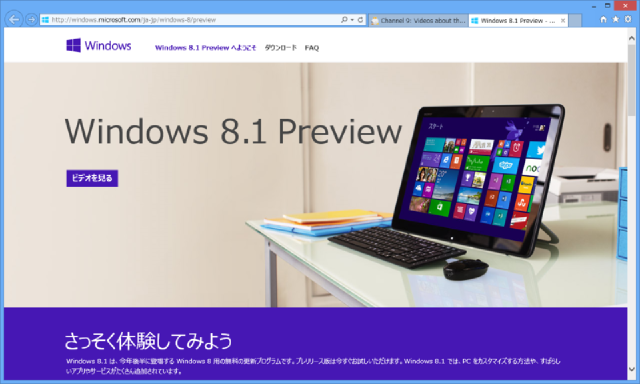 http://windows.microsoft.com/ja-jp/windows-8/preview
Channel 9: Videos about th...
Windows 8.1 Preview - ...
Windows
Windows 8.1 Preview へようこそ ダウンロード FAQ
Windows 8.1 Preview
ビデオを見る
スタート
さっそく体験してみよう
Windows 8.1 は、今年後半に登場する Windows 8 用の無料の更新プログラムです。プレリリース版は今すぐお試しいただけます。Windows 8.1 では、PC をカスタマイズする方法や、すばらし
いアプリやサービスがたくさん追加されています。